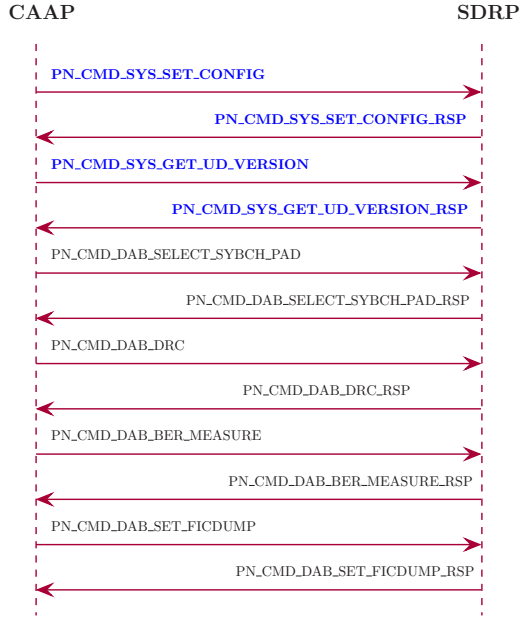 CAAP SDRP
PN_CMD_SYS_SET_CONFIG
PN_CMD_SYS_SET_CONFIG_RSP
PN_CMD_SYS_GET_UD_VERSION
PN_CMD_SYS_GET_UD_VERSION_RSP
PN_CMD_DAB_SELECT_SYBCH_PAD
PN_CMD_DAB_SELECT_SYBCH_PAD_RSP
PN_CMD_DAB_DRC
PN_CMD_DAB_DRC_RSP
PN_CMD_DAB_BER_MEASURE
PN_CMD_DAB_BER_MEASURE_RSP
PN_CMD_DAB_SET_FICDUMP
PN_CMD_DAB_SET_FICDUMP_RSP